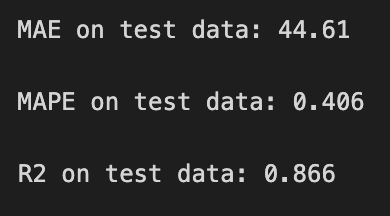 MAE on test data: 44.61
MAPE on test data: 0.406
R2 on test data: 0.866